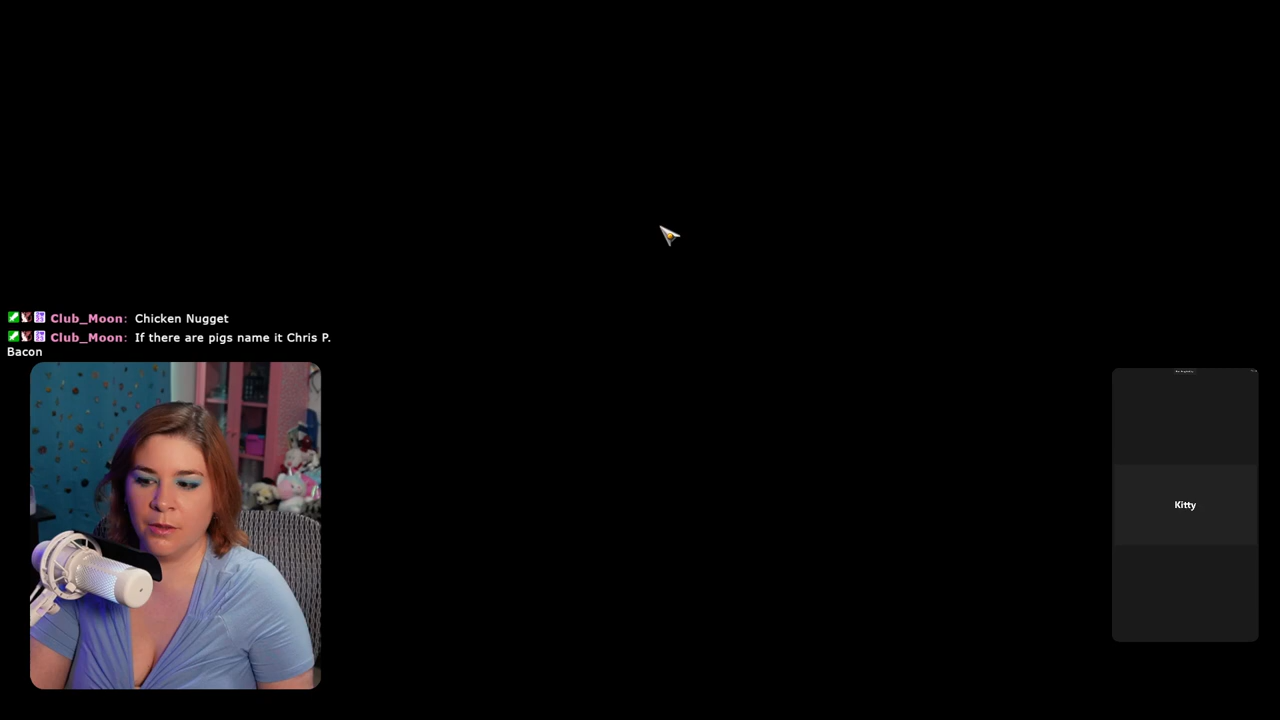 Club_Moon: Chicken Nugget
Club_Moon: If there are pigs name it Chris P.
Bacon
Kitty